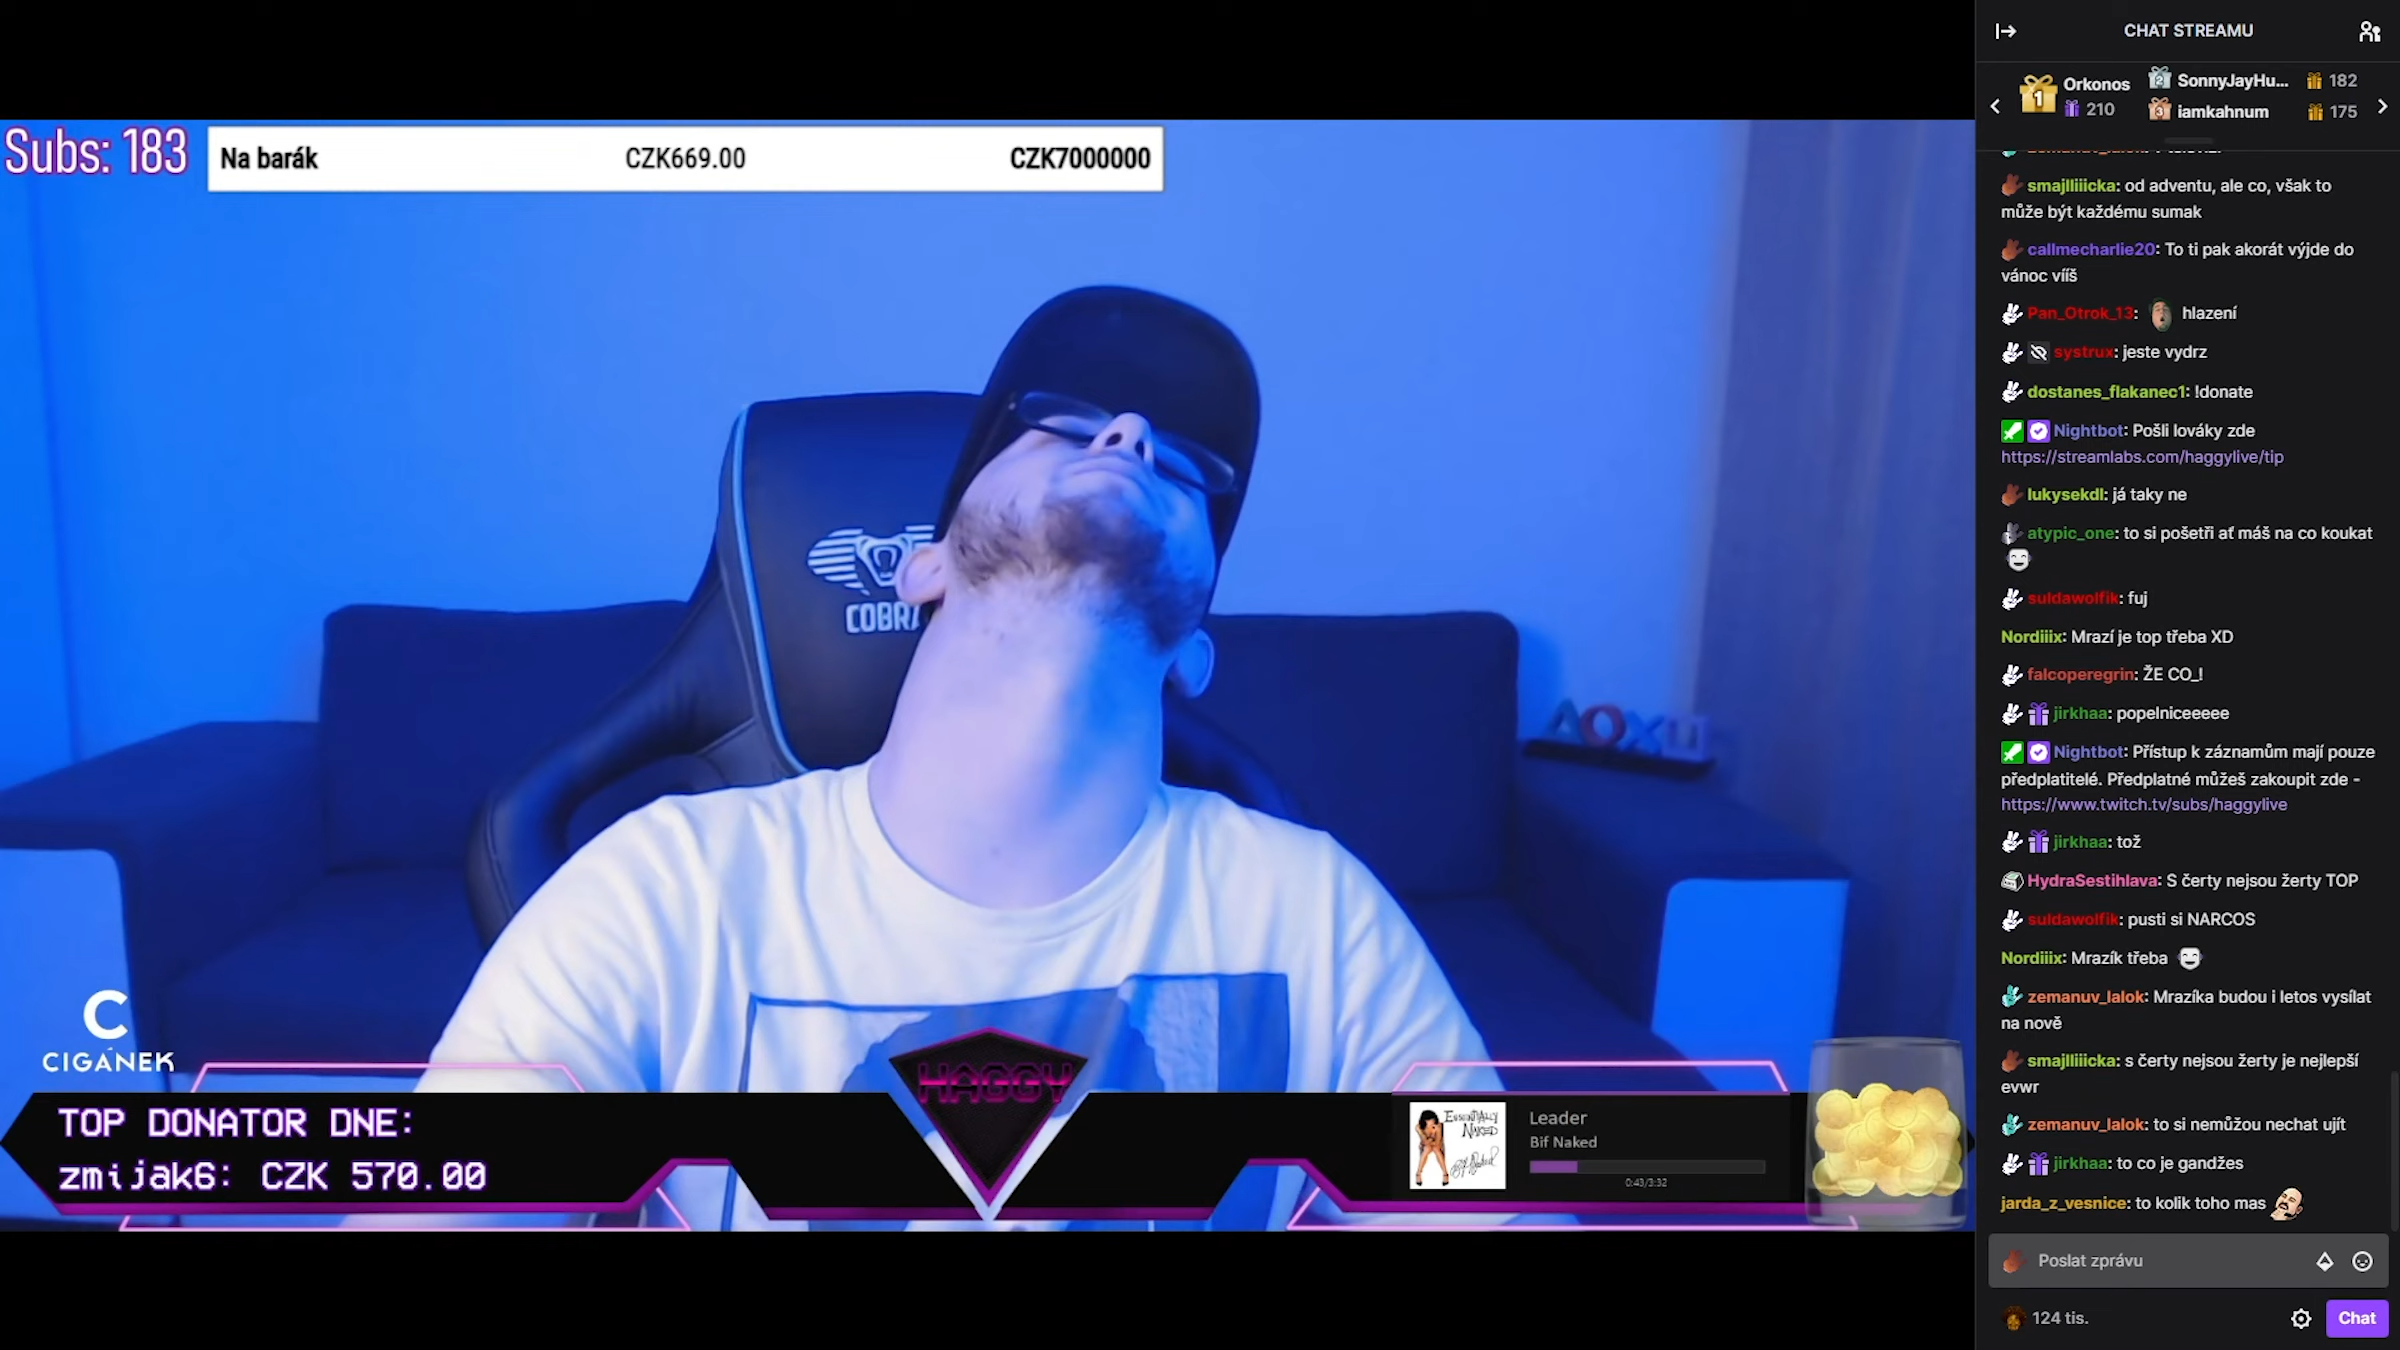 Subs: 183
Na barák CZK669.00 CZK7000000
COBRA
CIGÁNEK
TOP DONATOR DNE:
zmijak6: CZK 570.00
HAGGY
ESSENTIALLY
NAKED
Bif Naked
Leader
Bif Naked
0:43/3:32
CHAT STREAMU
1 Orkonos
210
2 SonnyJayHu... 182
3 iamkahnum 175
smajlliiicka: od adventu, ale co, však to
může být každému sumak
callmecharlie20: To ti pak akorát výjde do
vánoc vííš
Pan_Otrok_13: hlazení
systrux: jeste vydrz
dostanes_flakanec1: !donate
Nightbot: Pošli lováky zde
https://streamlabs.com/haggylive/tip
lukysekdl: já taky ne
atypic_one: to si pošetři ať máš na co koukat
suldawolfik: fuj
Nordiiix: Mrazí je top třeba XD
falcoperegrin: ŽE CO_!
jirkhaa: popelniceeeee
Nightbot: Přístup k záznamům mají pouze
předplatitelé. Předplatné můžeš zakoupit zde -
https://www.twitch.tv/subs/haggylive
jirkhaa: tož
HydraSestihlava: S čerty nejsou žerty TOP
suldawolfik: pusti si NARCOS
Nordiiix: Mrazík třeba
zemanuv_lalok: Mrazíka budou i letos vysílat
na nově
smajlliiicka: s čerty nejsou žerty je nejlepší
evwr
zemanuv_lalok: to si nemůžou nechat ujít
jirkhaa: to co je gandžes
jarda_z_vesnice: to kolik toho mas
Poslat zprávu
124 tis.
Chat